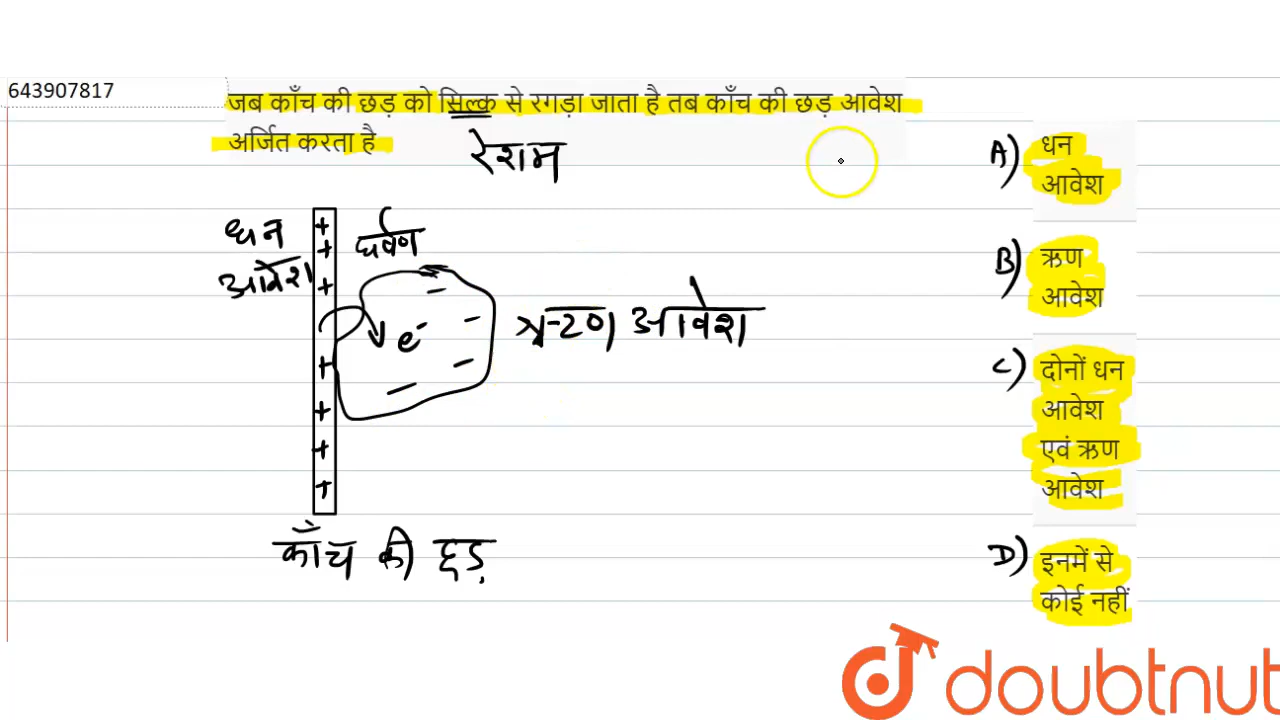 643907817
जब काँच की छड़ को सिल्क से रगड़ा जाता है तब काँच की छड़ आवेश
अर्जित करता है
रेशम
A) धन
आवेश
धन
आवेश
घर्षण
B) ऋण
आवेश
e-
ऋण आवेश
C) दोनों धन
आवेश
एवं ऋण
आवेश
काँच की छड़
D) इनमें से
कोई नहीं
doubtnut